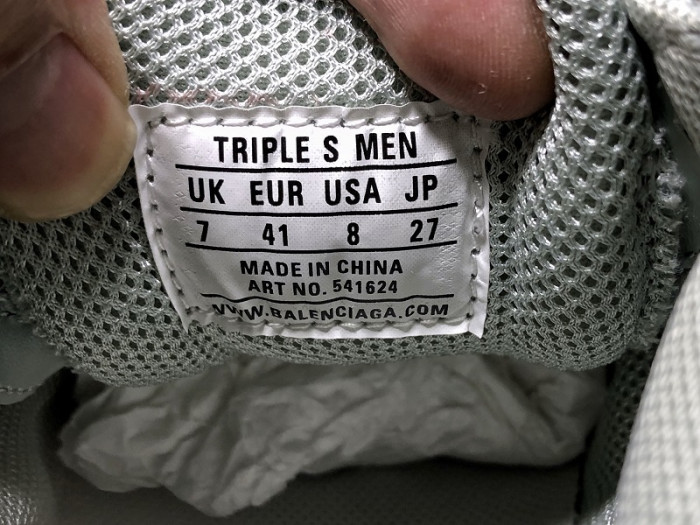 TRIPLE S MEN
UK EUR USA JP
7 41 8 27
MADE IN CHINA
ART NO. 541624
WWW.BALENCIAGA.COM